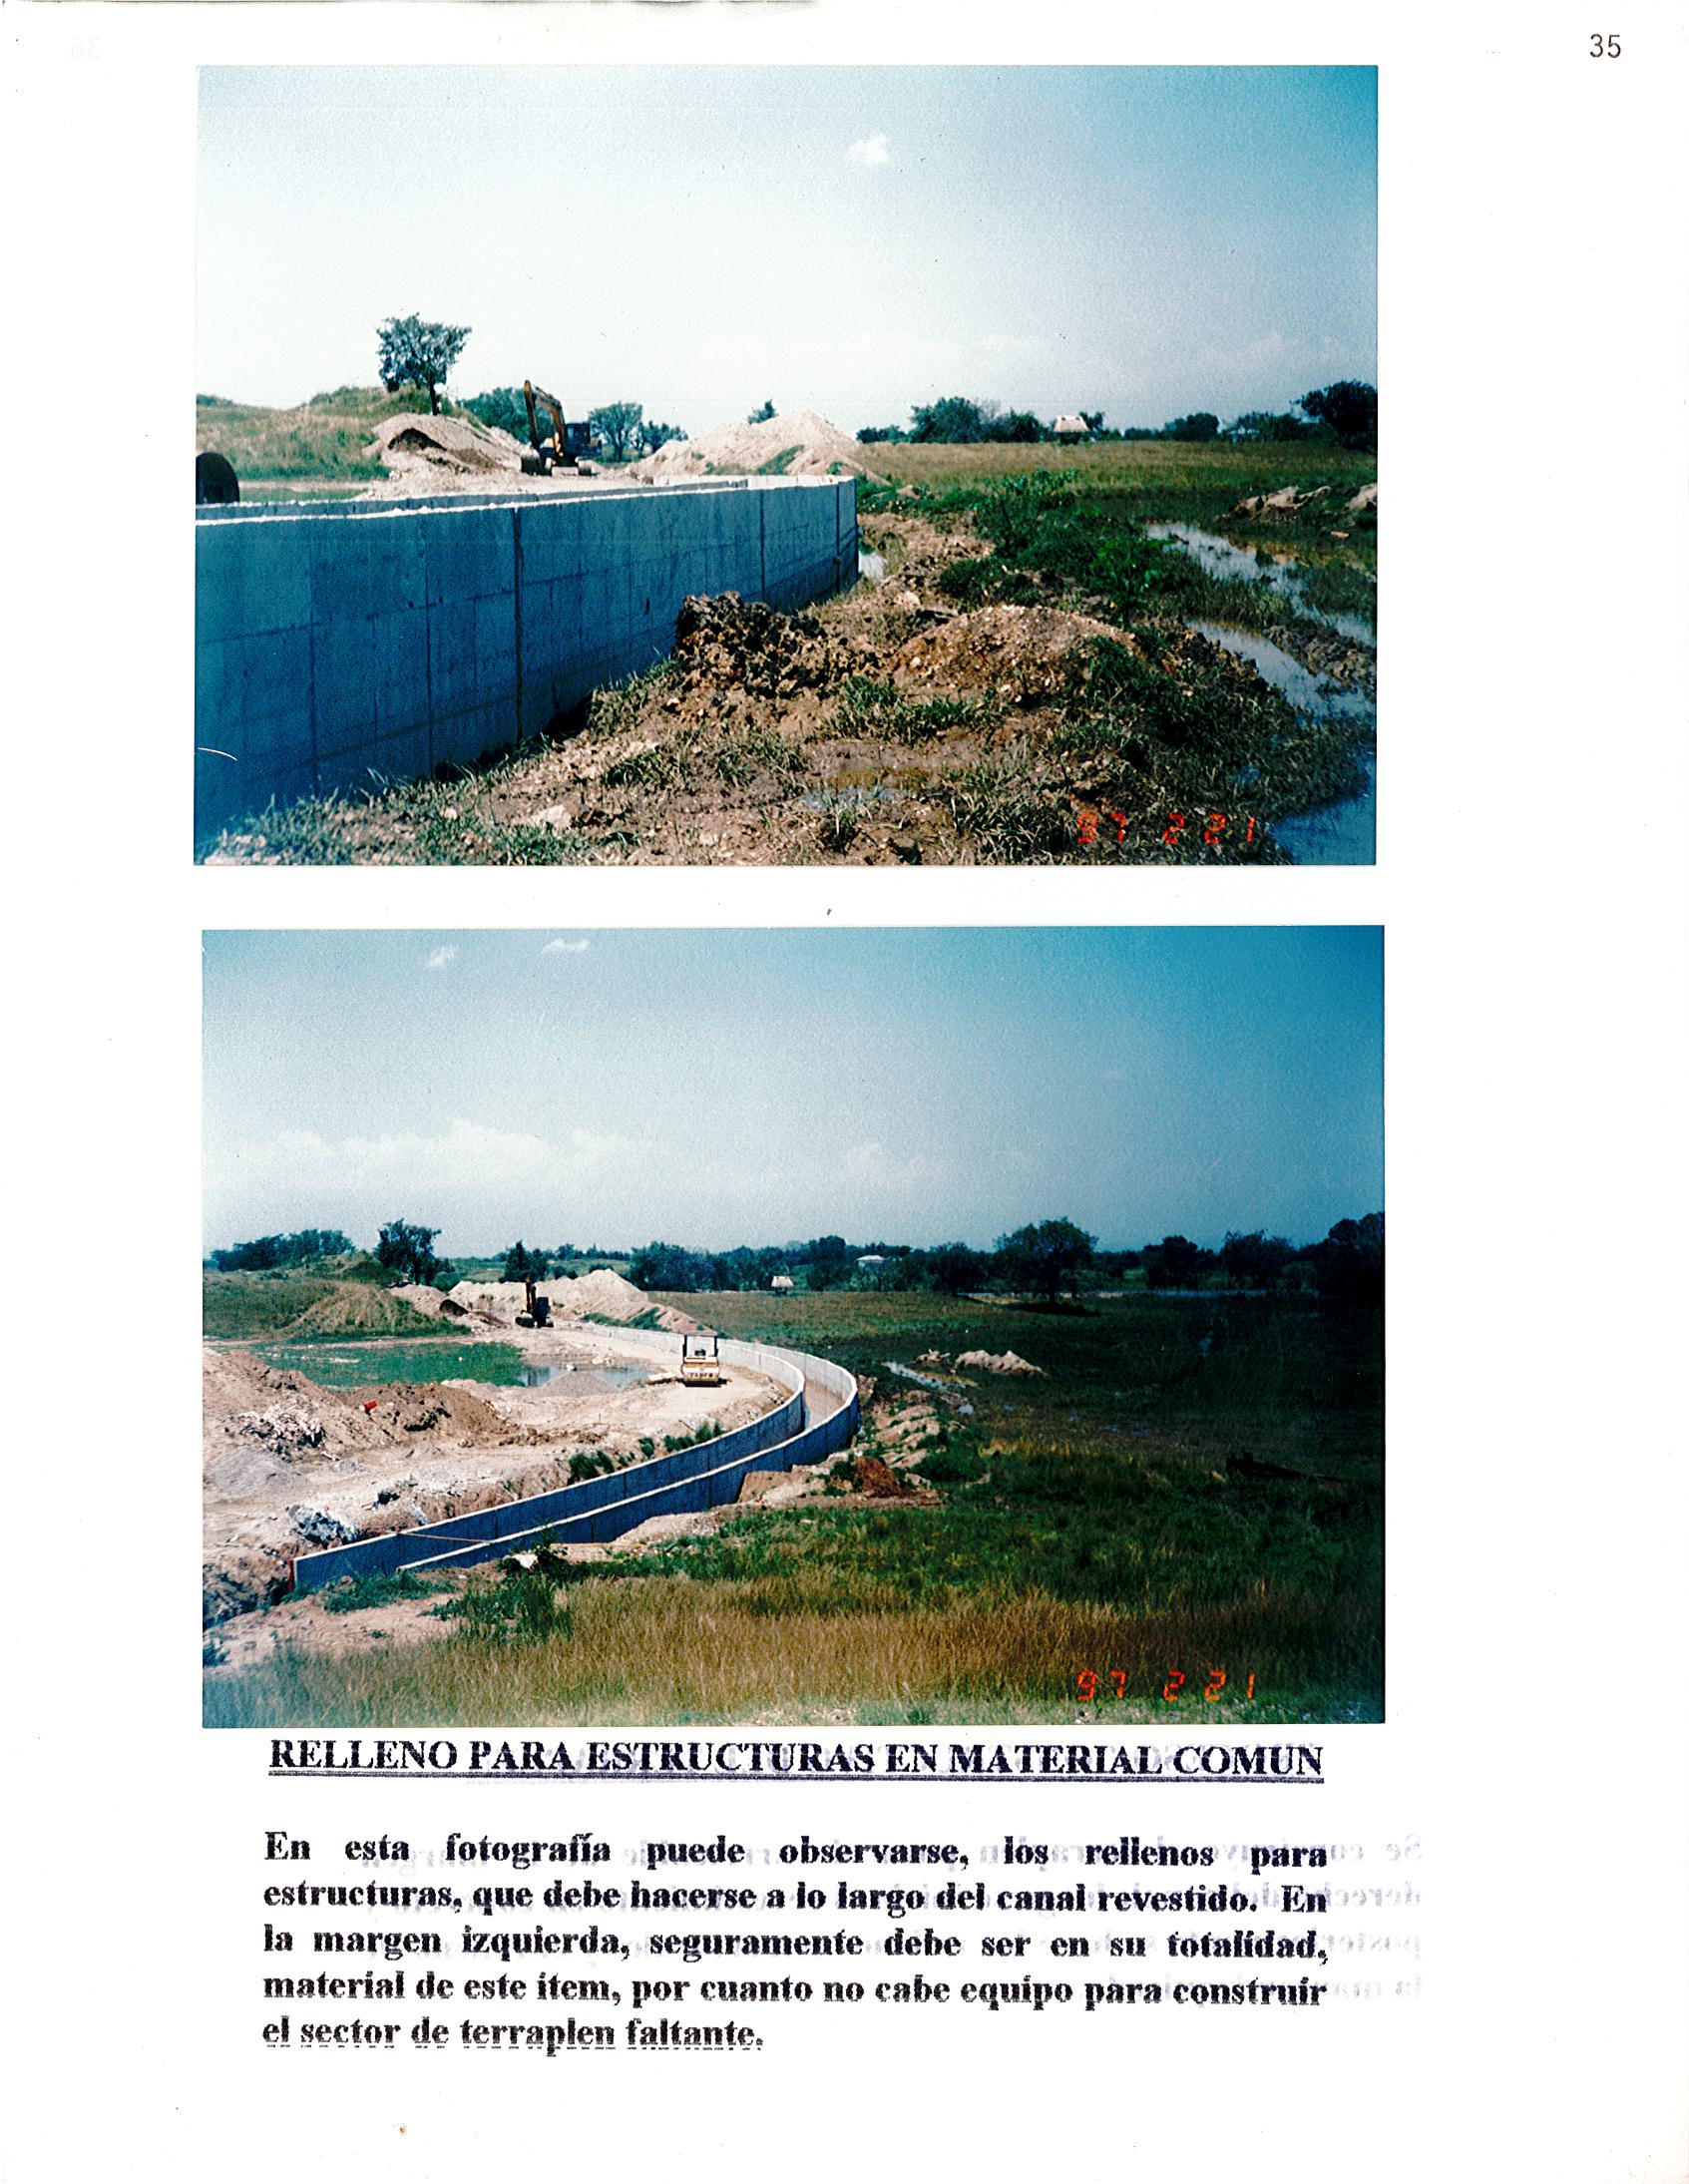 35
97 2 21
97 2 21
RELLENO PARA ESTRUCTURAS EN MATERIAL COMUN
En esta fotografía puede observarse, los rellenos para
estructuras, que debe hacerse a lo largo del canal revestido. En
la margen izquierda, seguramente debe ser en su totalidad,
material de este item, por cuanto no cabe equipo para construir
el sector de terraplen faltante.